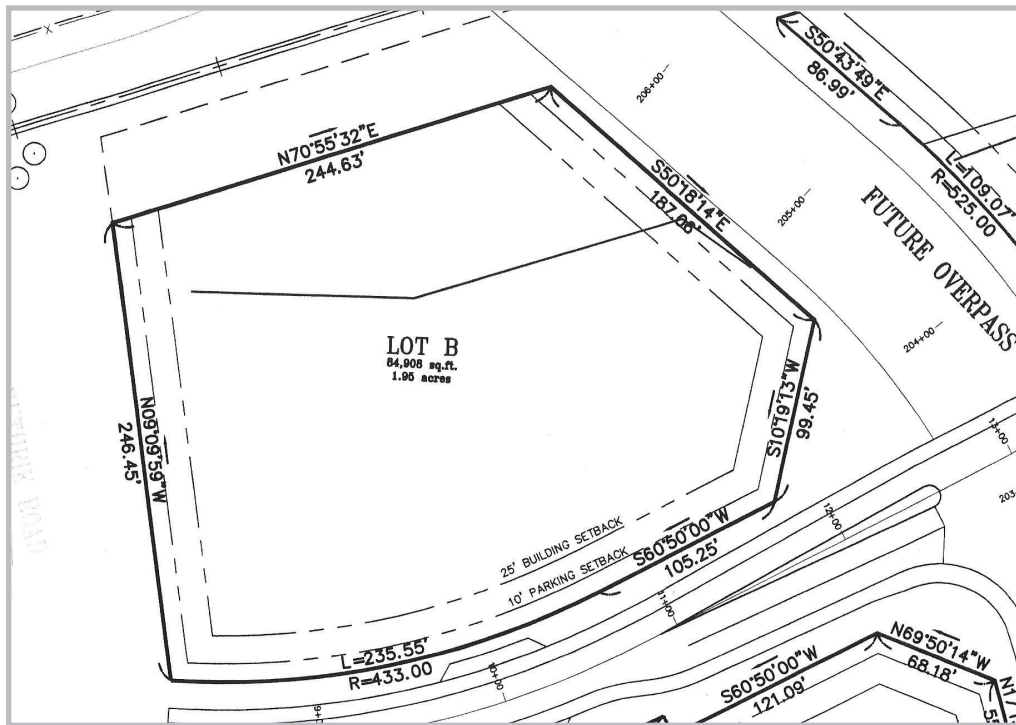 S50°43'49"E
86.99'
L=109.07'
R=525.00
206+00
N70°55'32"E
244.63'
S50°18'14"E
205+00
FUTURE OVERPASS
204+00
LOT B
84,908 sq.ft.
1.95 acres
S10°19'13"W
99.45'
N09°09'59"W
246.45'
13+00
12+00
25' BUILDING SETBACK
10' PARKING SETBACK
S60°50'00"W
105.25'
11+00
L=235.55'
R=433.00
10+00
N69°50'14"W
68.18'
S60°50'00"W
121.09'